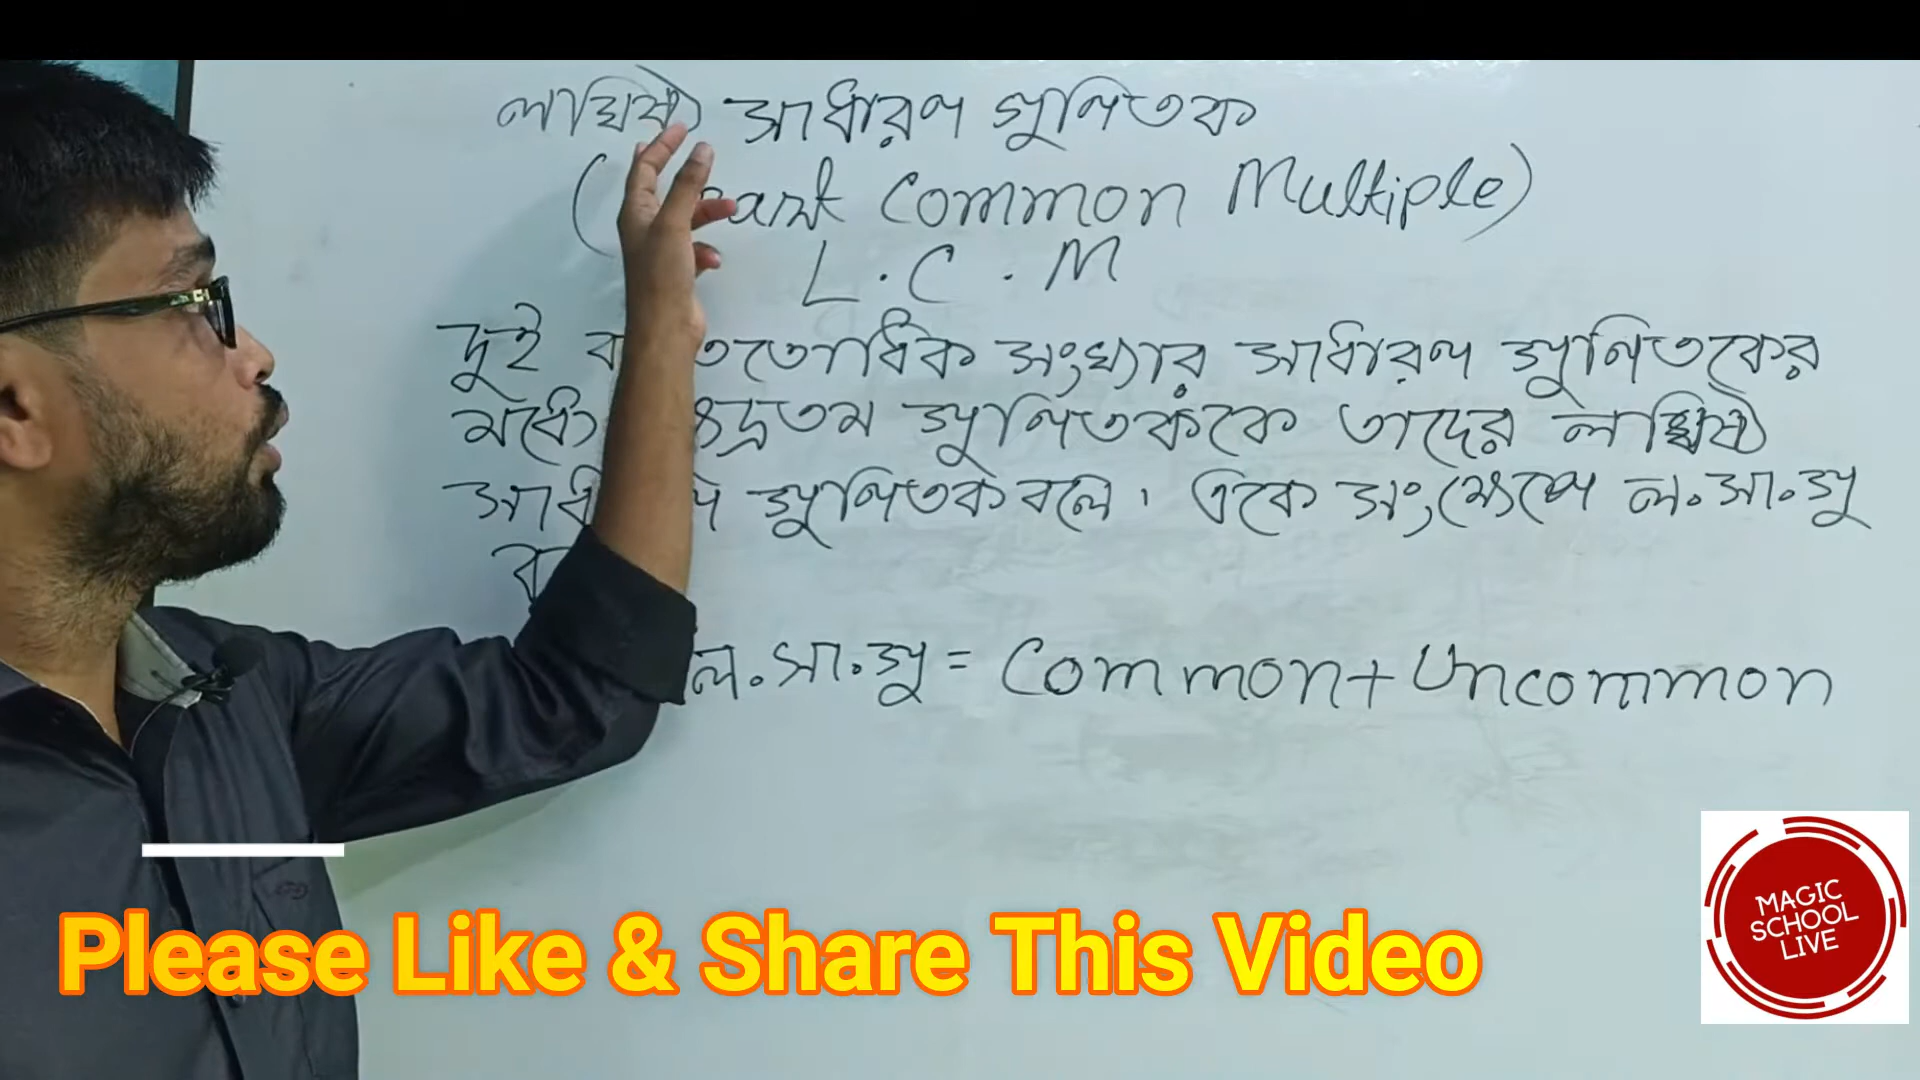 লঘিষ্ঠ সাধারণ গুণিতক
( Common Multiple)
L.C.M
দুই ততোধিক সংখ্যার সাধারণ গুণিতকের
মধ্যে গুণিতককে তাদের লঘিষ্ঠ
গুণিতক বলে। একে সংক্ষেপে ল.সা.গু
ল.সা.গু = Common + Uncommon
Please Like & Share This Video
MAGIC
SCHOOL
LIVE